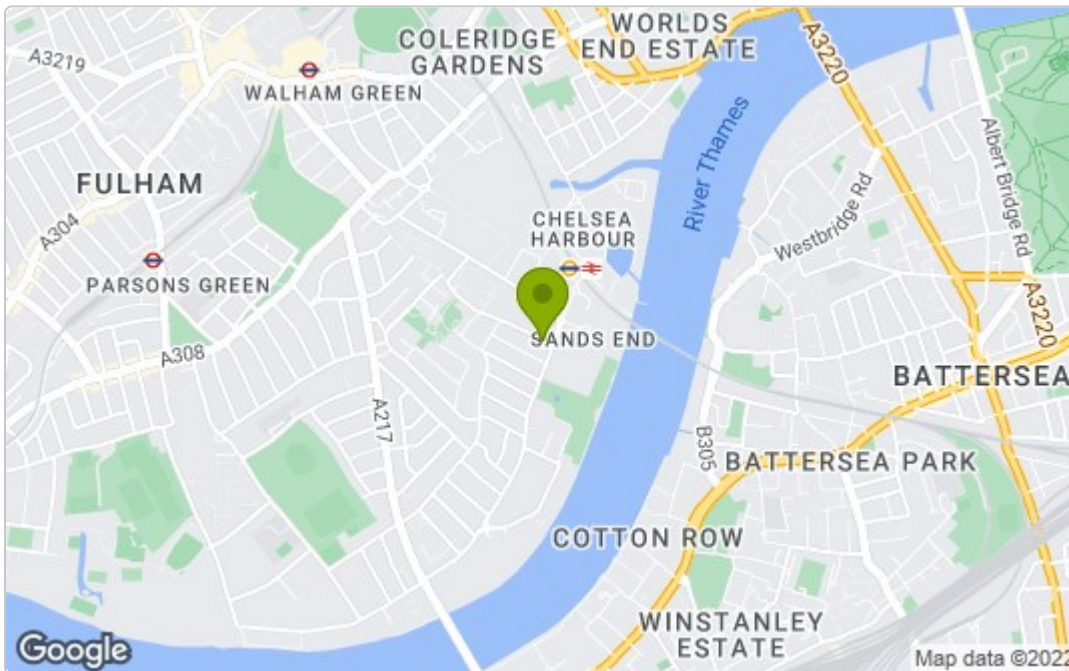 WORLDS
END ESTATE
COLERIDGE
GARDENS
A3219
WALHAM GREEN
A3220
River Thames
Albert Bridge Rd
FULHAM
A304
Westbridge Rd
CHELSEA
HARBOUR
PARSONS GREEN
A3220
SANDS END
A308
BATTERSEA
A217
B305
BATTERSEA PARK
COTTON ROW
WINSTANLEY
ESTATE
Google
Map data ©2022